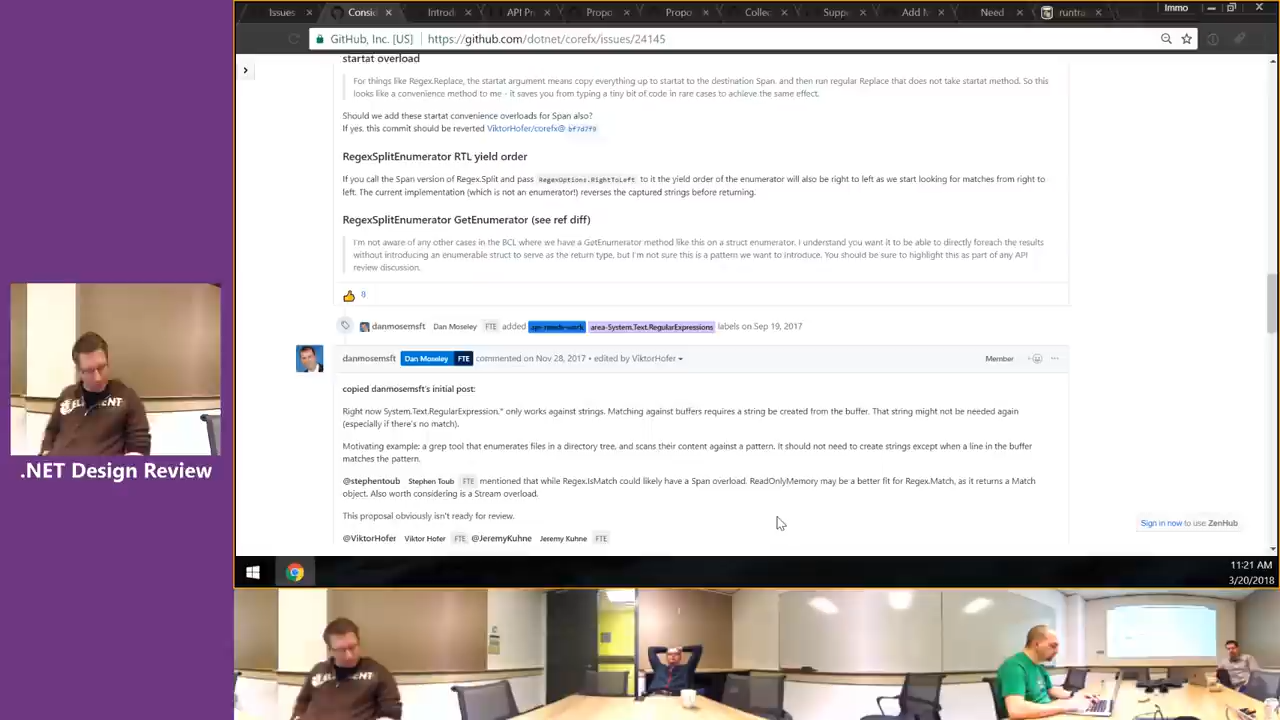 Issues
Consid
Introd
API Pr
Propo
Propo
Collec
Suppo
Add M
Need
runtra
Immo
GitHub, Inc. [US]
https://github.com/dotnet/corefx/issues/24145
startat overload
For things like Regex.Replace, the startat argument means copy everything up to startat to the destination Span. and then run regular Replace that does not take startat method. So this
looks like a convenience method to me - it saves you from typing a tiny bit of code in rare cases to achieve the same effect.
Should we add these startat convenience overloads for Span also?
If yes, this commit should be reverted ViktorHofer/corefx@
RegexSplitEnumerator RTL yield order
If you call the Span version of Regex.Split and pass RegexOptions.RightToLeft to it the yield order of the enumerator will also be right to left as we start looking for matches from right to
left. The current implementation (which is not an enumerator!) reverses the captured strings before returning.
RegexSplitEnumerator GetEnumerator (see ref diff)
I'm not aware of any other cases in the BCL where we have a GetEnumerator method like this on a struct enumerator. I understand you want it to be able to directly foreach the results
without introducing an enumerable struct to serve as the return type, but I'm not sure this is a pattern we want to introduce. You should be sure to highlight this as part of any API
review discussion.
danmosemsft Dan Moseley FTE added api-needs-work area-System.Text.RegularExpressions labels on Sep 19, 2017
danmosemsft Dan Moseley FTE commented on Nov 28, 2017 • edited by ViktorHofer
Member
copied danmosemsft's initial post:
Right now System.Text.RegularExpression.* only works against strings. Matching against buffers requires a string be created from the buffer. That string might not be needed again
(especially if there's no match).
Motivating example: a grep tool that enumerates files in a directory tree, and scans their content against a pattern. It should not need to create strings except when a line in the buffer
matches the pattern.
@stephentoub Stephen Toub FTE mentioned that while Regex.IsMatch could likely have a Span overload. ReadOnlyMemory may be a better fit for Regex.Match, as it returns a Match
object. Also worth considering is a Stream overload.
This proposal obviously isn't ready for review.
@ViktorHofer Viktor Hofer FTE @JeremyKuhne Jeremy Kuhne FTE
Sign in now to use ZenHub
.NET Design Review
11:21 AM
3/20/2018